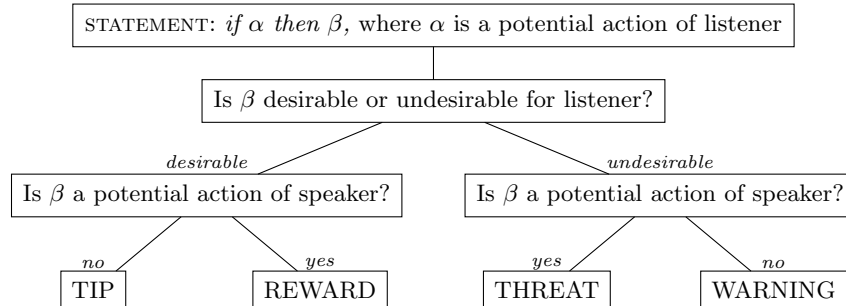 STATEMENT: if α then β, where α is a potential action of listener
Is β desirable or undesirable for listener?
desirable
undesirable
Is β a potential action of speaker?
Is β a potential action of speaker?
no
yes
yes
no
TIP
REWARD
THREAT
WARNING